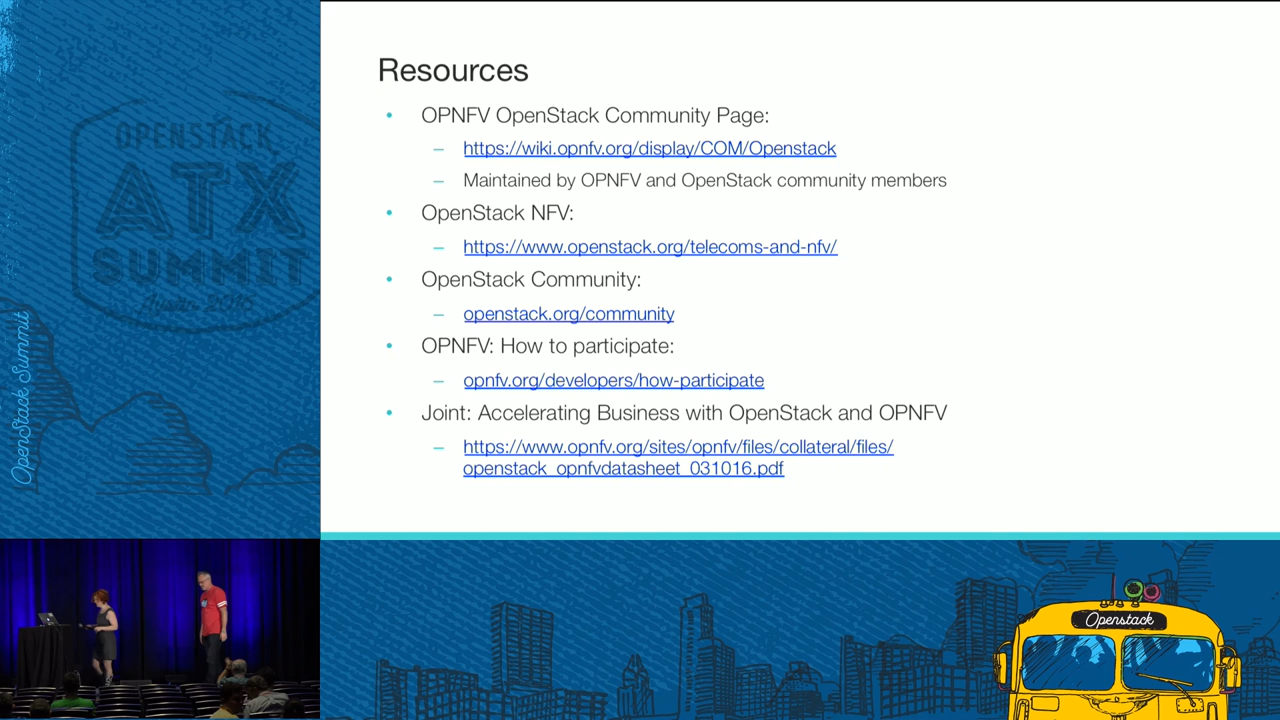 Resources
• OPNFV OpenStack Community Page:
– https://wiki.opnfv.org/display/COM/Openstack
– Maintained by OPNFV and OpenStack community members
• OpenStack NFV:
– https://www.openstack.org/telecoms-and-nfv/
• OpenStack Community:
– openstack.org/community
• OPNFV: How to participate:
– opnfv.org/developers/how-participate
• Joint: Accelerating Business with OpenStack and OPNFV
– https://www.opnfv.org/sites/opnfv/files/collateral/files/
openstack_opnfvdatasheet_031016.pdf
OPENSTACK
ATX
SUMMIT
Austin 2016
OpenStack Summit
Openstack